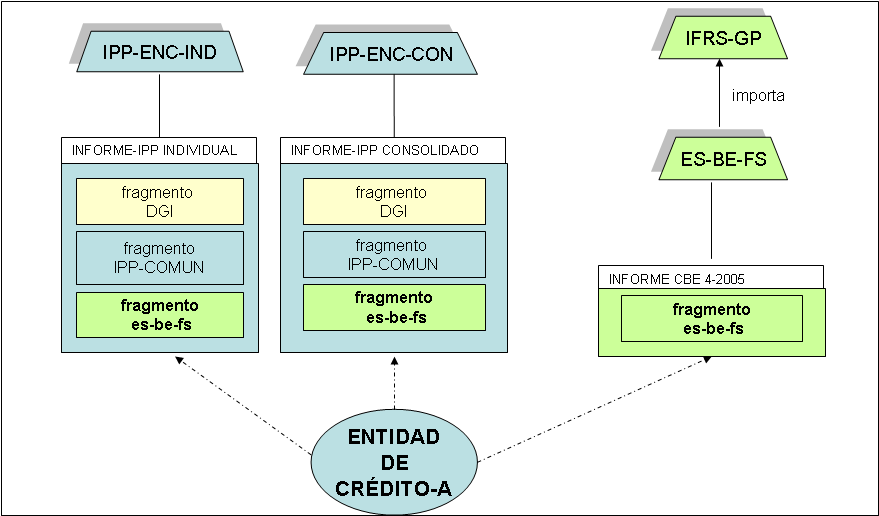 IPP-ENC-IND
IPP-ENC-CON
IFRS-GP
importa
ES-BE-FS
INFORME-IPP INDIVIDUAL
fragmento
DGI
fragmento
IPP-COMUN
fragmento
es-be-fs
INFORME-IPP CONSOLIDADO
fragmento
DGI
fragmento
IPP-COMUN
fragmento
es-be-fs
INFORME CBE 4-2005
fragmento
es-be-fs
ENTIDAD
DE
CRÉDITO-A